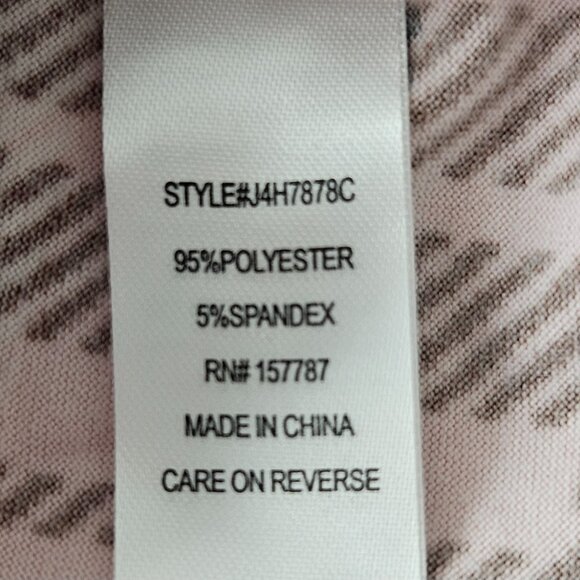 STYLE#J4H7878C
95%POLYESTER
5%SPANDEX
RN# 157787
MADE IN CHINA
CARE ON REVERSE